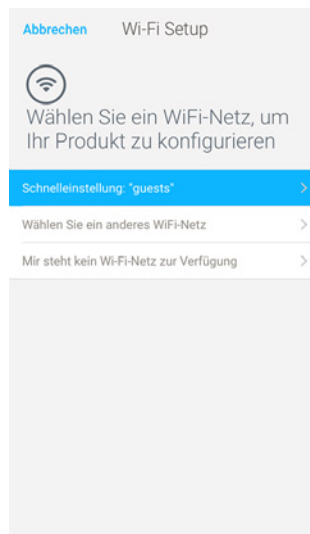 Abbrechen Wi-Fi Setup
Wählen Sie ein WiFi-Netz, um
Ihr Produkt zu konfigurieren
Schnelleinstellung: "guests"
Wählen Sie ein anderes WiFi-Netz
Mir steht kein Wi-Fi-Netz zur Verfügung